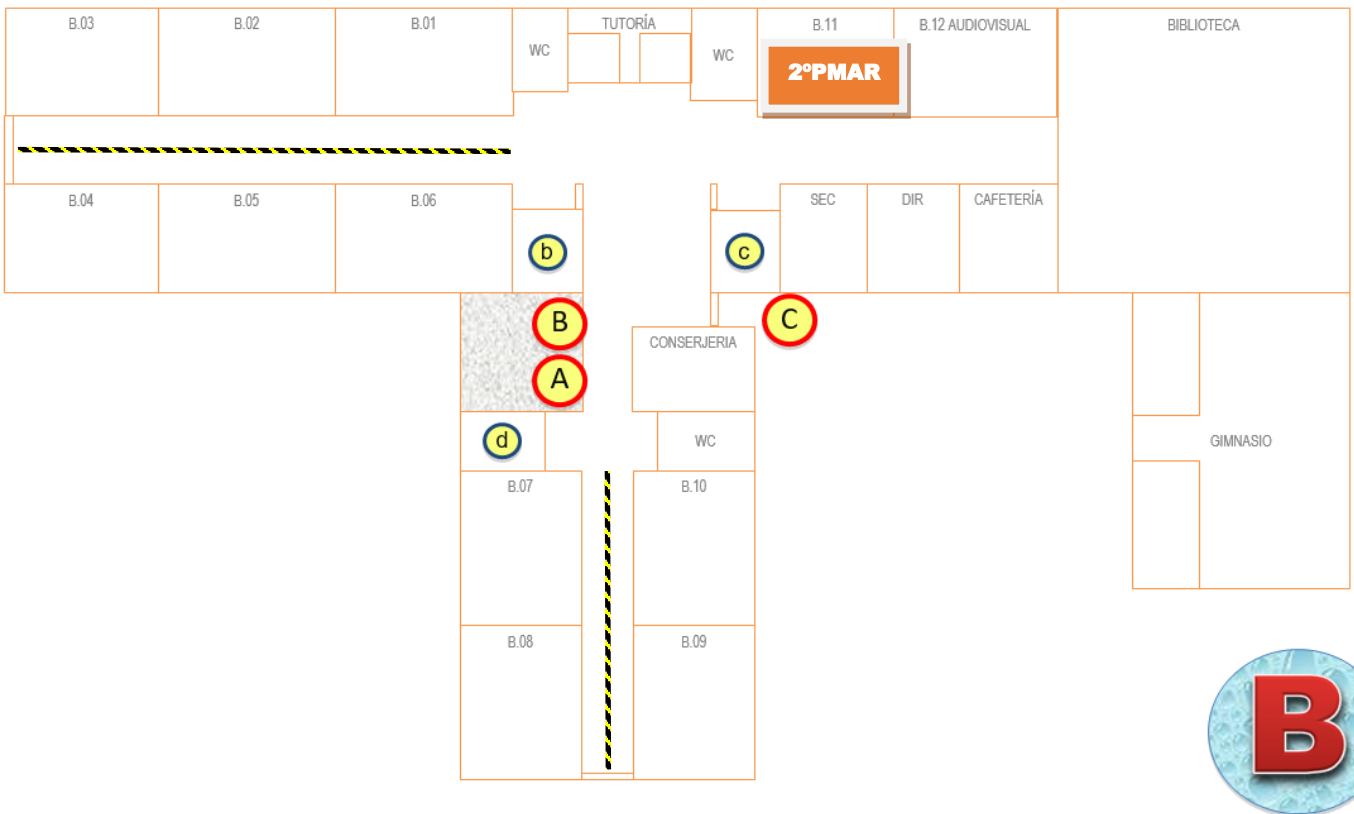 B.03
B.02
B.01
WC
TUTORÍA
WC
B.11
B.12 AUDIOVISUAL
BIBLIOTECA
2ºPMAR
B.04
B.05
B.06
SEC
DIR
CAFETERÍA
b
c
B
C
CONSERJERIA
A
d
WC
GIMNASIO
B.07
B.10
B.08
B.09
B